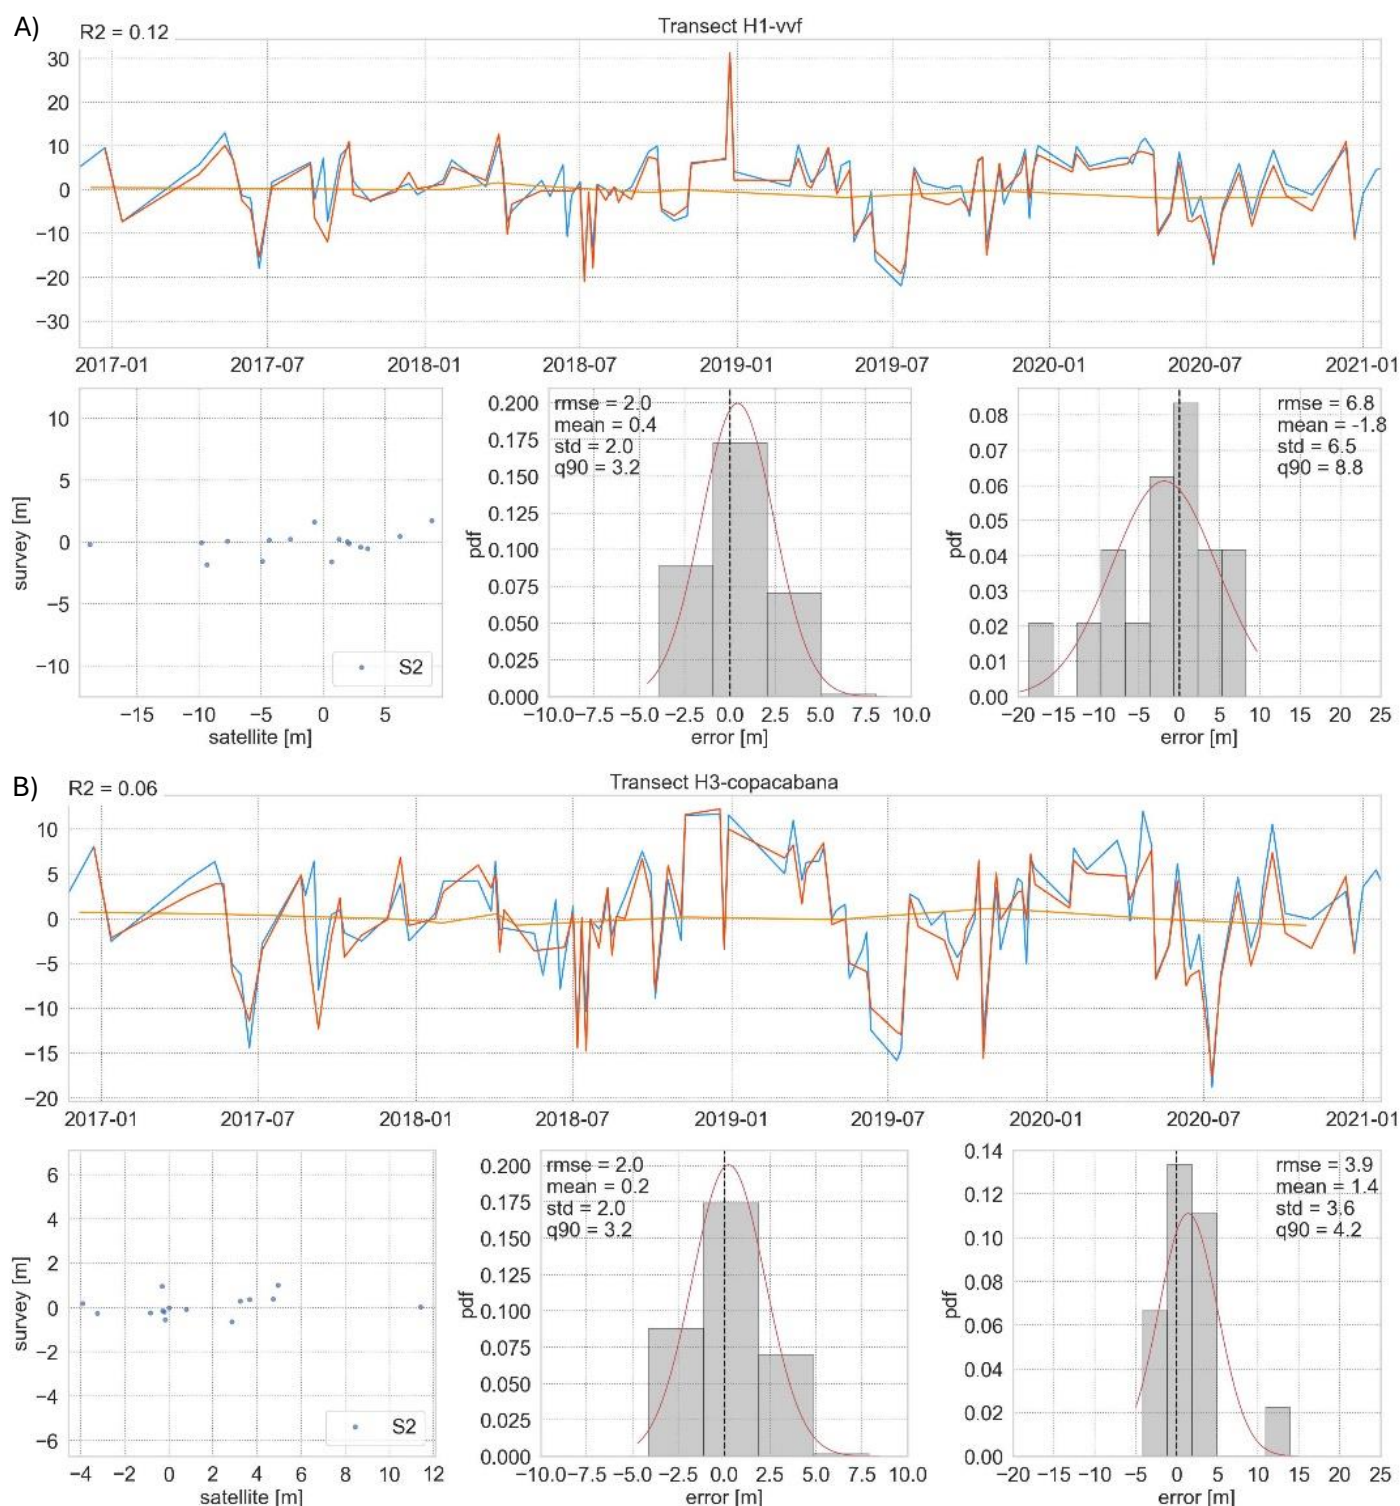 A)
R2 = 0.12
Transect H1-vvf
30
20
10
0
−10
−20
−30
2017-01 2017-07 2018-01 2018-07 2019-01 2019-07 2020-01 2020-07 2021-01
10
5
0
−5
−10
survey [m]
S2
−15 −10 −5 0 5
satellite [m]
0.200
0.175
0.150
0.125
0.100
0.075
0.050
0.025
0.000
pdf
rmse = 2.0
mean = 0.4
std = 2.0
q90 = 3.2
−10.0 −7.5 −5.0 −2.5 0.0 2.5 5.0 7.5 10.0
error [m]
0.08
0.07
0.06
0.05
0.04
0.03
0.02
0.01
0.00
pdf
rmse = 6.8
mean = -1.8
std = 6.5
q90 = 8.8
−20 −15 −10 −5 0 5 10 15 20 25
error [m]
B)
R2 = 0.06
Transect H3-copacabana
10
5
0
−5
−10
−15
−20
2017-01 2017-07 2018-01 2018-07 2019-01 2019-07 2020-01 2020-07 2021-01
6
4
2
0
−2
−4
−6
survey [m]
S2
−4 −2 0 2 4 6 8 10 12
satellite [m]
0.200
0.175
0.150
0.125
0.100
0.075
0.050
0.025
0.000
pdf
rmse = 2.0
mean = 0.2
std = 2.0
q90 = 3.2
−10.0 −7.5 −5.0 −2.5 0.0 2.5 5.0 7.5 10.0
error [m]
0.14
0.12
0.10
0.08
0.06
0.04
0.02
0.00
pdf
rmse = 3.9
mean = 1.4
std = 3.6
q90 = 4.2
−20 −15 −10 −5 0 5 10 15 20 25
error [m]